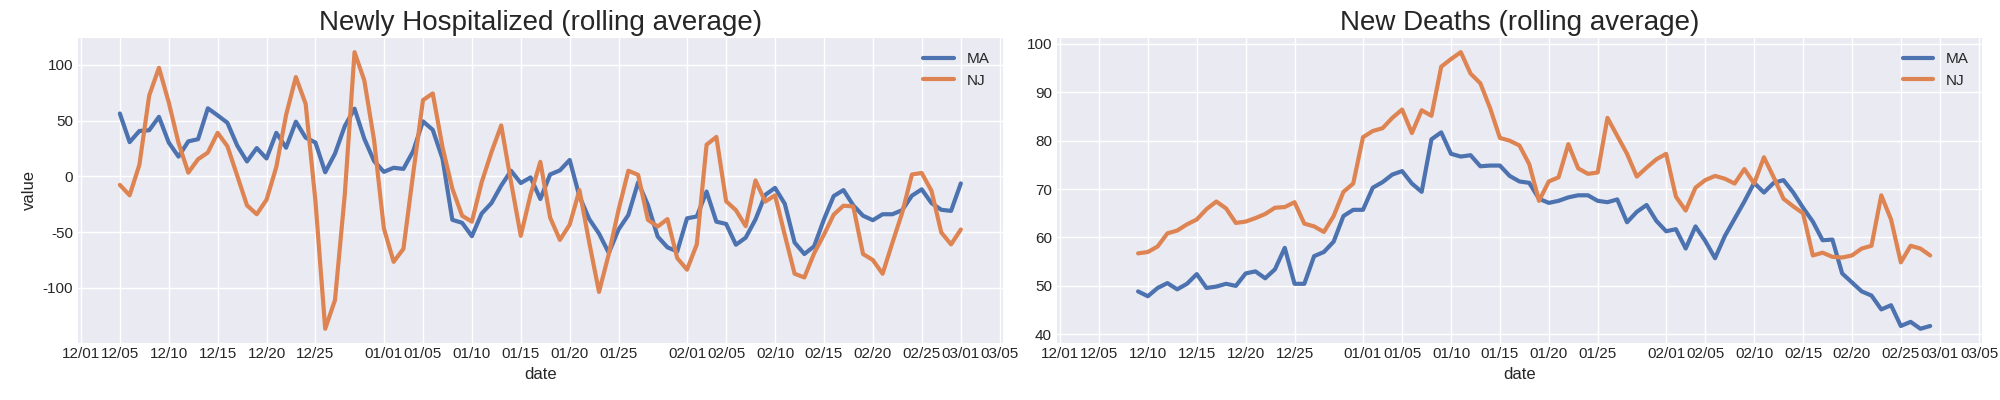 Newly Hospitalized (rolling average)
MA
NJ
100
50
0
-50
-100
value
12/01 12/05 12/10 12/15 12/20 12/25 01/01 01/05 01/10 01/15 01/20 01/25 02/01 02/05 02/10 02/15 02/20 02/25 03/01 03/05
date
New Deaths (rolling average)
MA
NJ
100
90
80
70
60
50
40
12/01 12/05 12/10 12/15 12/20 12/25 01/01 01/05 01/10 01/15 01/20 01/25 02/01 02/05 02/10 02/15 02/20 02/25 03/01 03/05
date